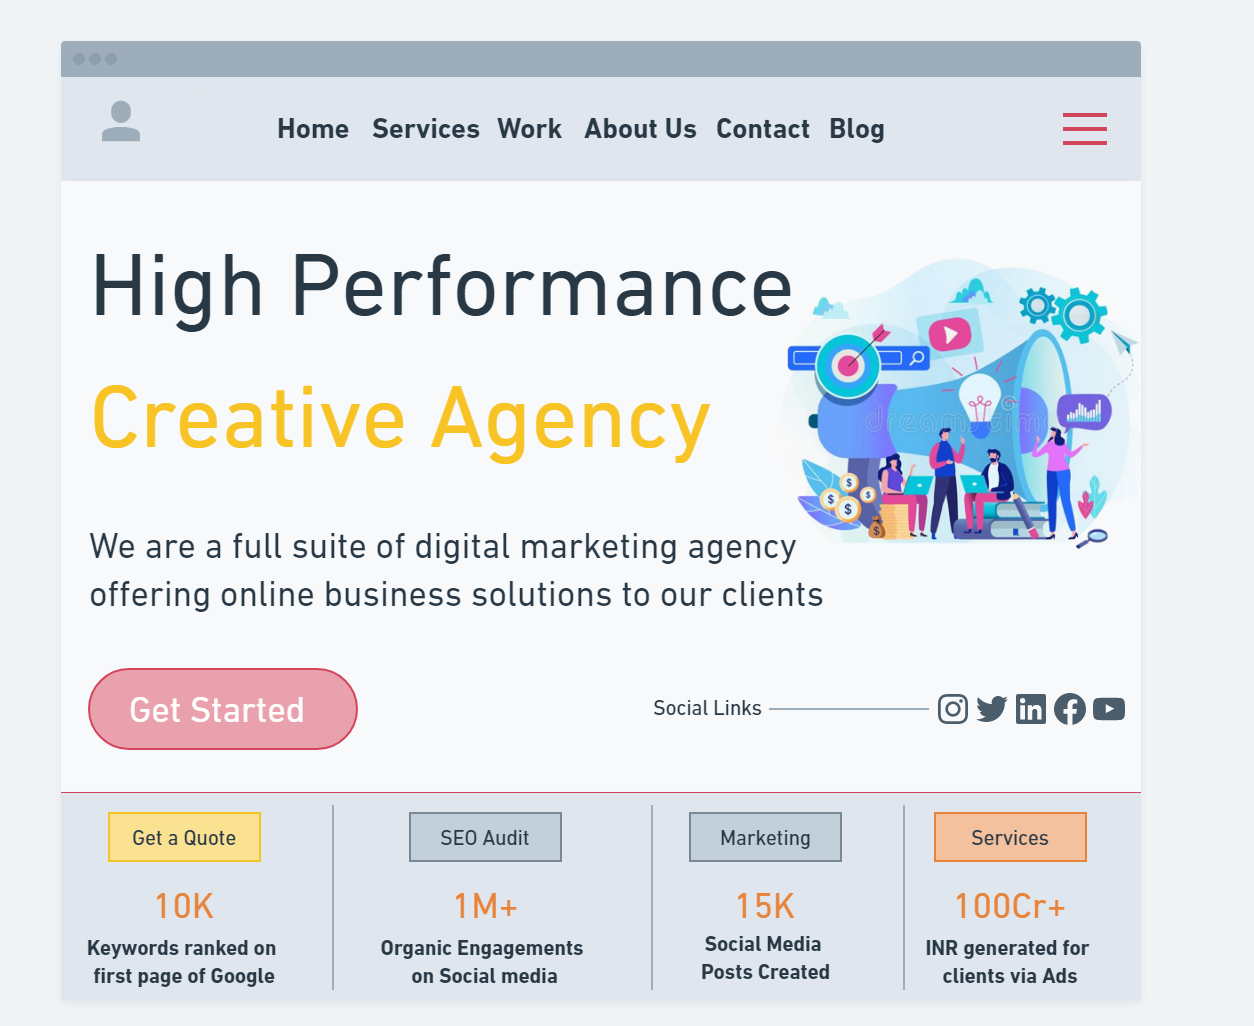 Home Services Work About Us Contact Blog
High Performance
Creative Agency
dreamstime
We are a full suite of digital marketing agency
offering online business solutions to our clients
Get Started
Social Links
Get a Quote
SEO Audit
Marketing
Services
10K
1M+
15K
100Cr+
Keywords ranked on
first page of Google
Organic Engagements
on Social media
Social Media
Posts Created
INR generated for
clients via Ads